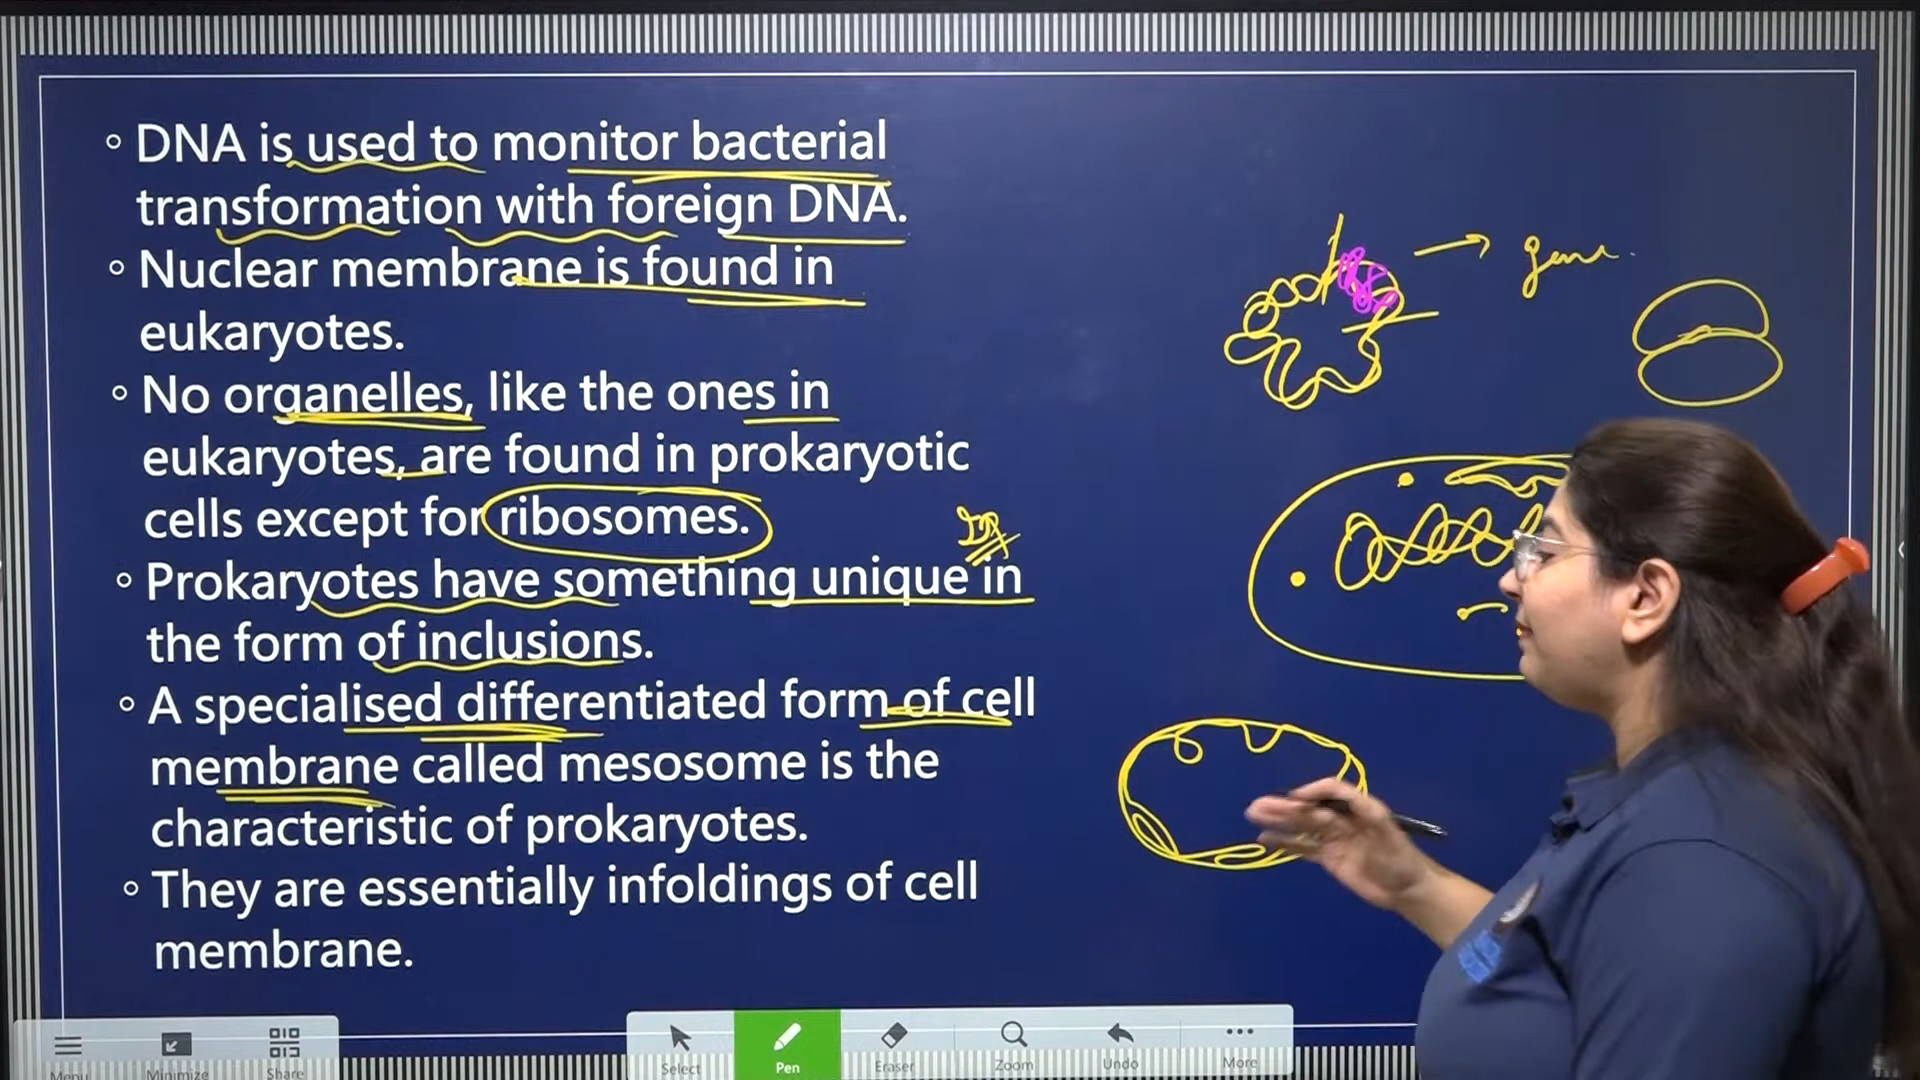 ◦ DNA is used to monitor bacterial
transformation with foreign DNA.
◦ Nuclear membrane is found in
eukaryotes.
◦ No organelles, like the ones in
eukaryotes, are found in prokaryotic
cells except for ribosomes.
◦ Prokaryotes have something unique in
the form of inclusions.
◦ A specialised differentiated form of cell
membrane called mesosome is the
characteristic of prokaryotes.
◦ They are essentially infoldings of cell
membrane.
gene.
Menu Minimize Share Select Pen Eraser Zoom Undo More